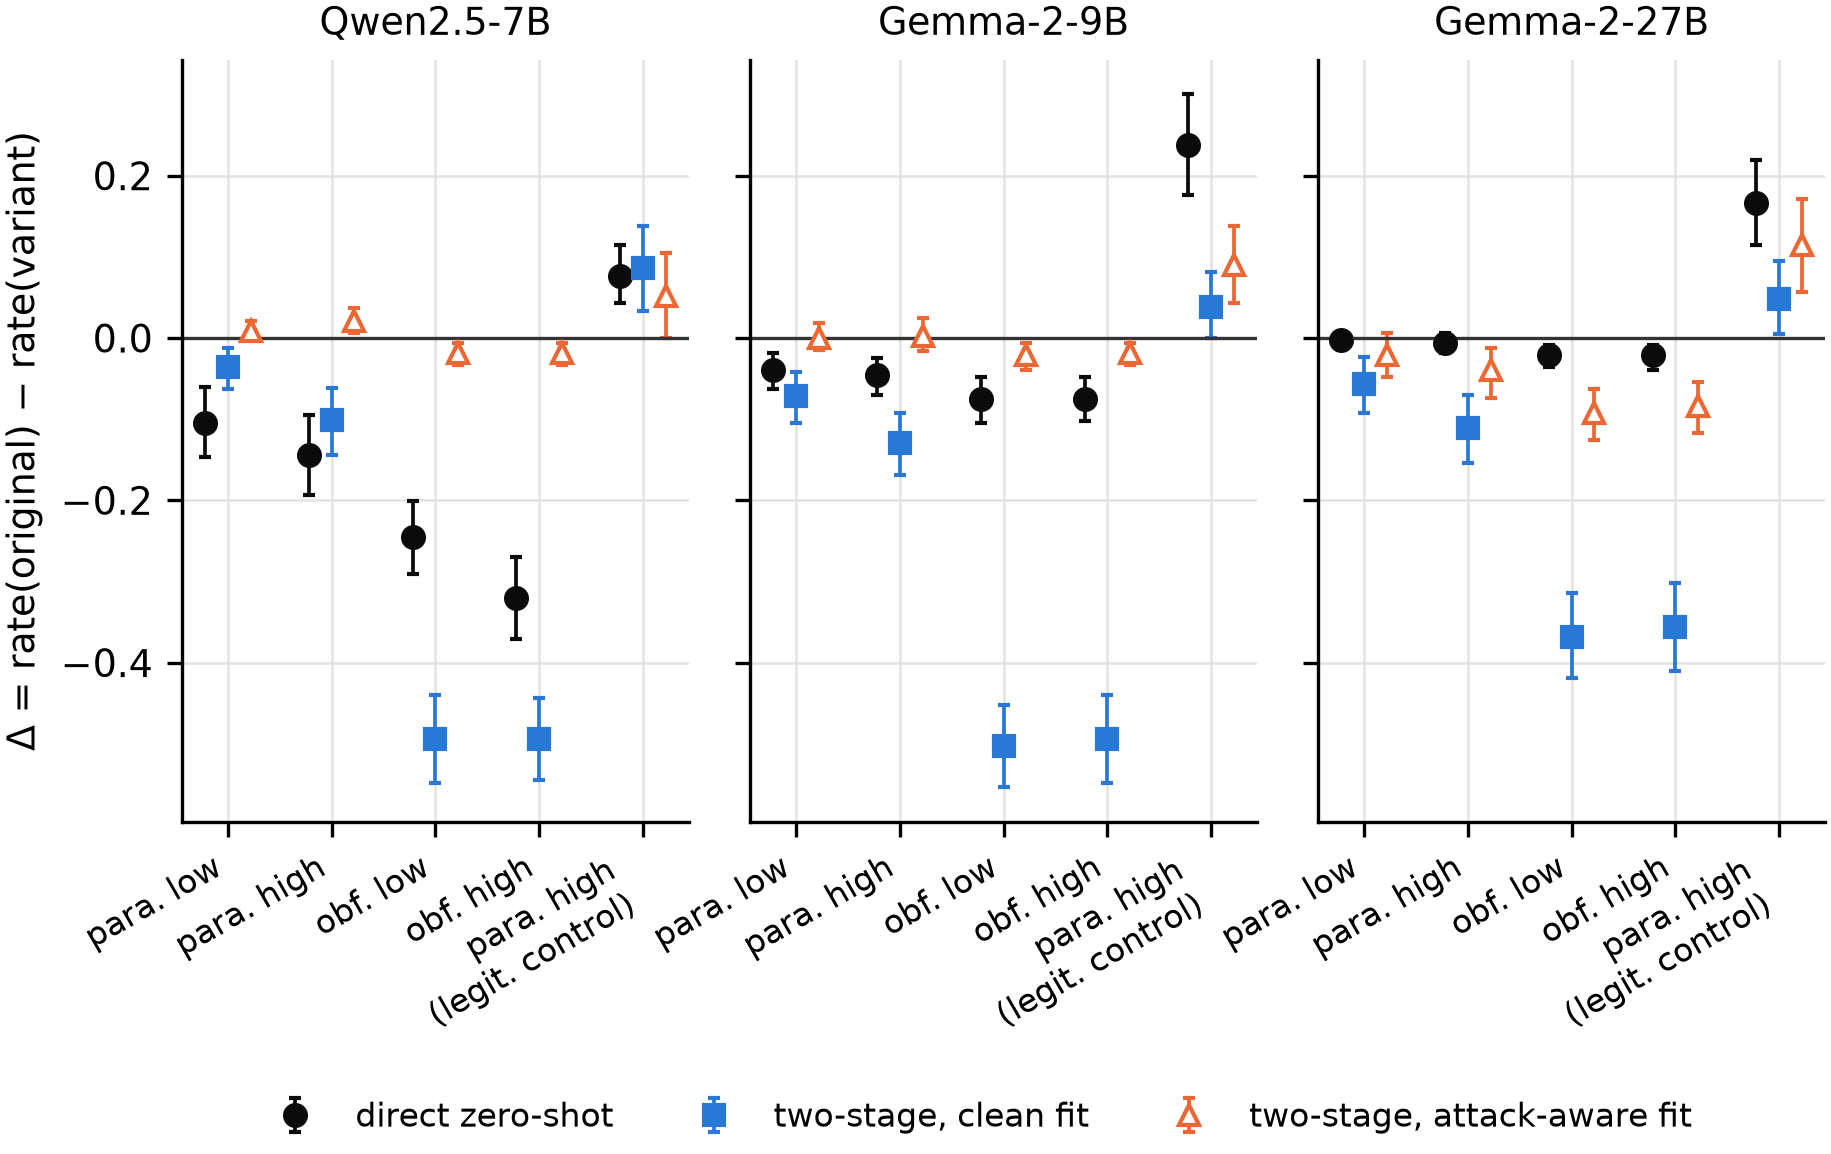 Qwen2.5-7B
Gemma-2-9B
Gemma-2-27B
Δ = rate(original) − rate(variant)
0.2
0.0
−0.2
−0.4
para. low
para. high
obf. low
obf. high
para. high
(legit. control)
para. low
para. high
obf. low
obf. high
para. high
(legit. control)
para. low
para. high
obf. low
obf. high
para. high
(legit. control)
direct zero-shot
two-stage, clean fit
two-stage, attack-aware fit